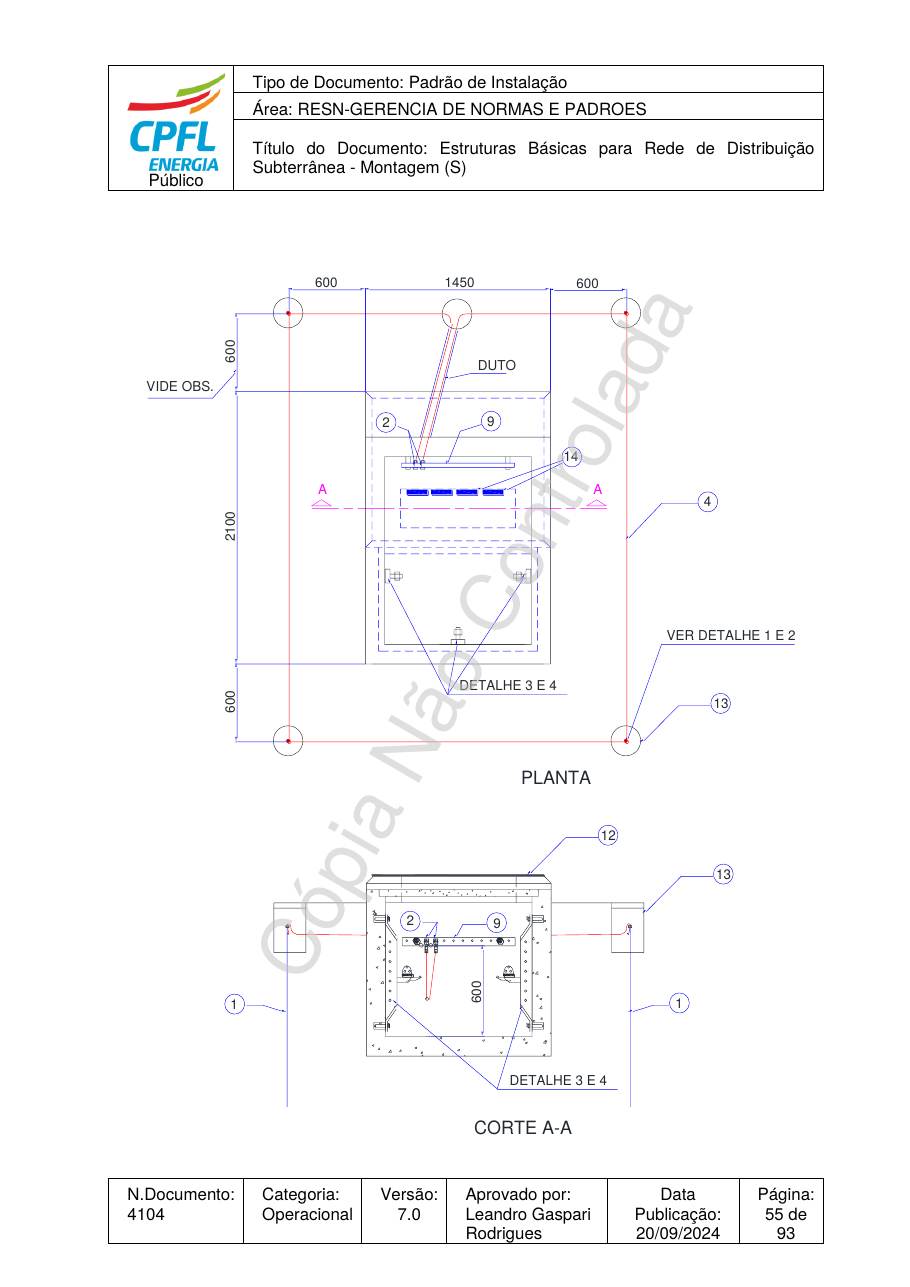 CPFL
ENERGIA
Público
Tipo de Documento: Padrão de Instalação
Área: RESN-GERENCIA DE NORMAS E PADROES
Título do Documento: Estruturas Básicas para Rede de Distribuição
Subterrânea - Montagem (S)
600
1450
600
600
DUTO
VIDE OBS.
2
9
14
A
A
4
2100
VER DETALHE 1 E 2
DETALHE 3 E 4
600
13
PLANTA
12
13
2
9
600
1
1
DETALHE 3 E 4
CORTE A-A
Cópia Não Controlada
N.Documento:
4104
Categoria:
Operacional
Versão:
7.0
Aprovado por:
Leandro Gaspari
Rodrigues
Data
Publicação:
20/09/2024
Página:
55 de
93